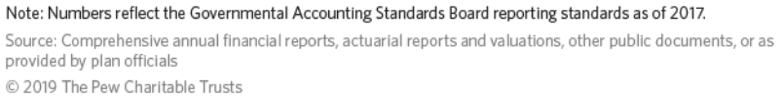 Note: Numbers reflect the Governmental Accounting Standards Board reporting standards as of 2017.
Source: Comprehensive annual financial reports, actuarial reports and valuations, other public documents, or as
provided by plan officials
© 2019 The Pew Charitable Trusts